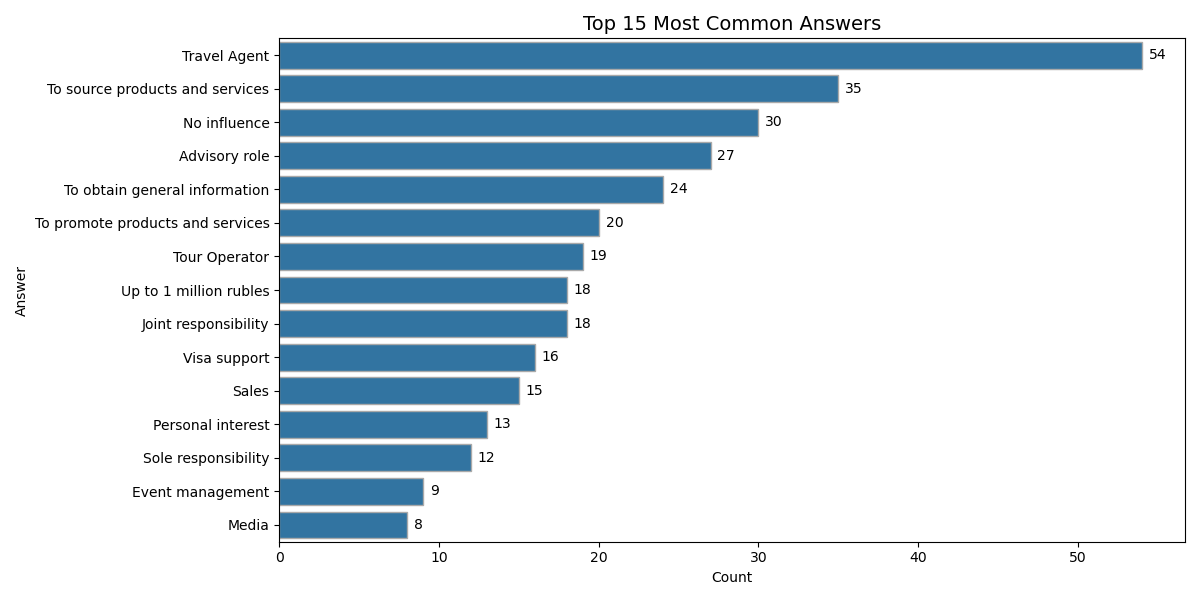 Top 15 Most Common Answers
Travel Agent 54
To source products and services 35
No influence 30
Advisory role 27
To obtain general information 24
To promote products and services 20
Tour Operator 19
Up to 1 million rubles 18
Joint responsibility 18
Visa support 16
Sales 15
Personal interest 13
Sole responsibility 12
Event management 9
Media 8
Answer
0 10 20 30 40 50
Count